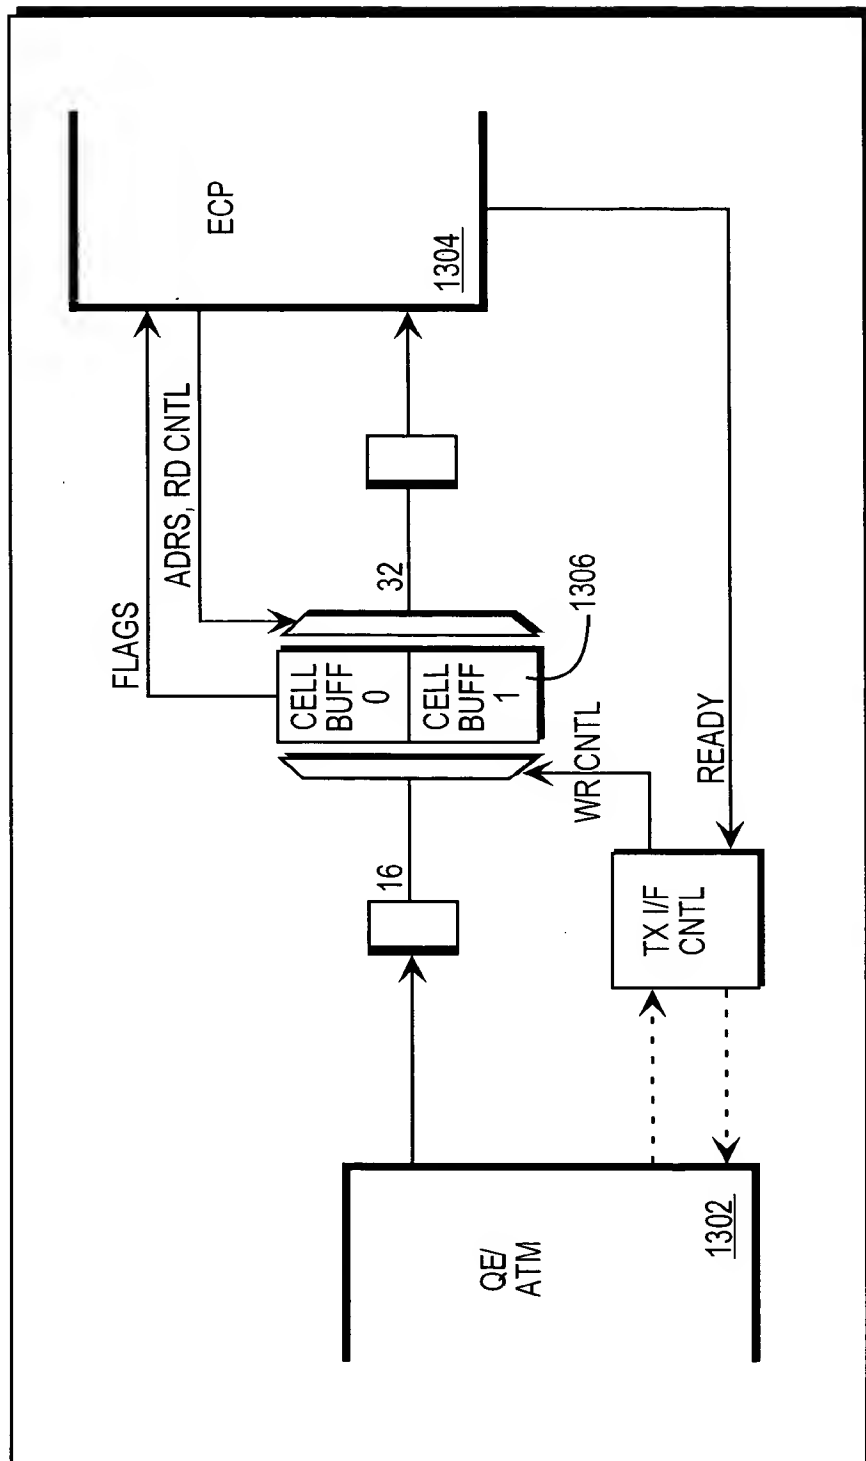 FLAGS
ADRS, RD CNTL
ECP
1304
16
CELL
BUFF
0
CELL
BUFF
1
32
1306
QE/
ATM
1302
WR CNTL
TX I/F
CNTL
READY